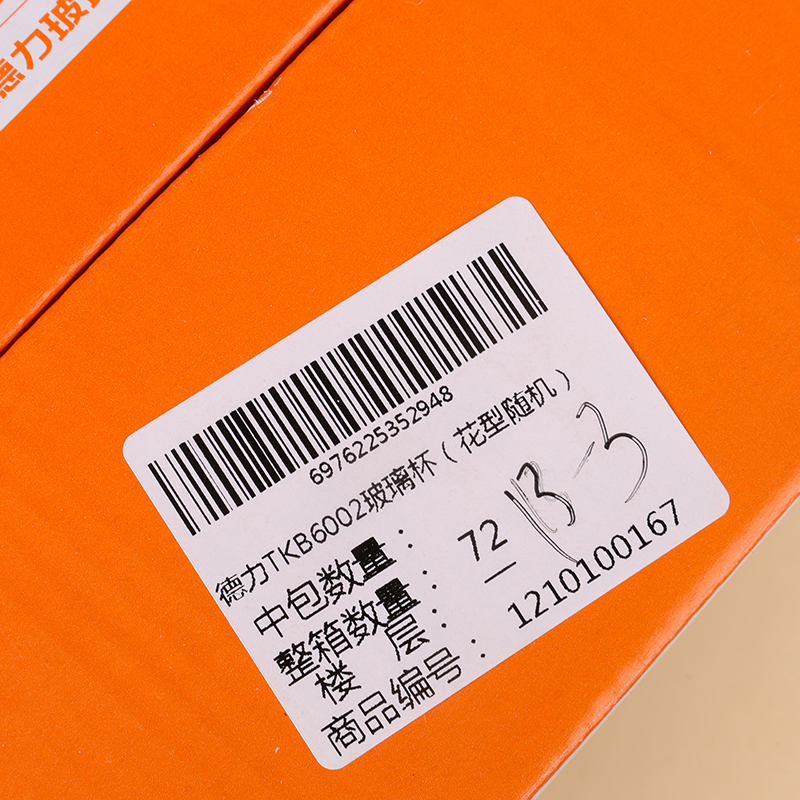 德力玻
6976225352948
德力TKB6002玻璃杯（花型随机）
中包数量：
整箱数量： 72
楼 层： 一
13-3
商品编号： 1210100167